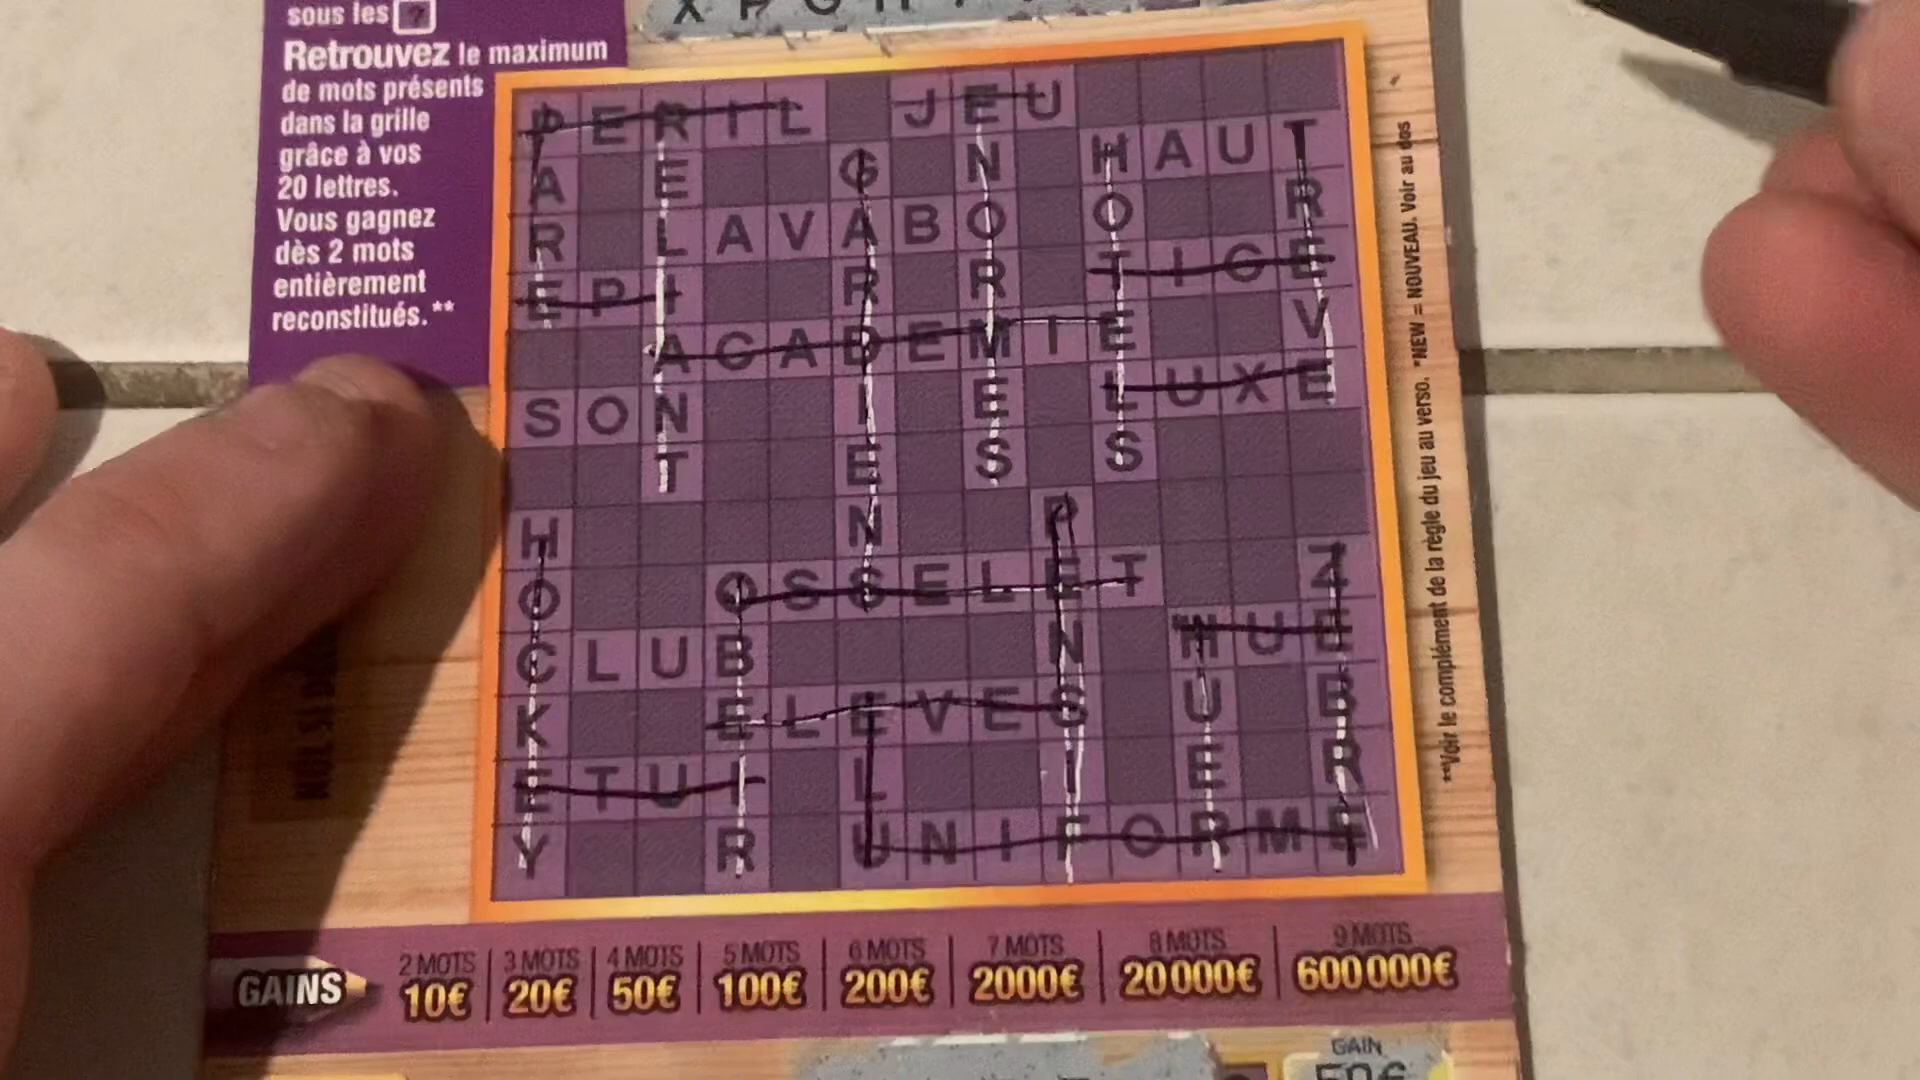 sous les ?
Retrouvez le maximum
de mots présents
dans la grille
grâce à vos
20 lettres.
Vous gagnez
dès 2 mots
entièrement
reconstitués.**
PERIL JEU
A E G N HAUT
R LAVABO O R
EPI R R TIGE
ACADEMIE V
SON I E LUXE
T E S S
H N P
O OSSELET Z
CLUB N HUE
K ELEVES U B
ETUI L I E R
Y R UNIFORME
**Voir le complément de la règle du jeu au verso. *NEW = NOUVEAU. Voir au dos
GAINS
2 MOTS 3 MOTS 4 MOTS 5 MOTS 6 MOTS 7 MOTS 8 MOTS 9 MOTS
10€ 20€ 50€ 100€ 200€ 2000€ 20000€ 600000€
GAIN
50€